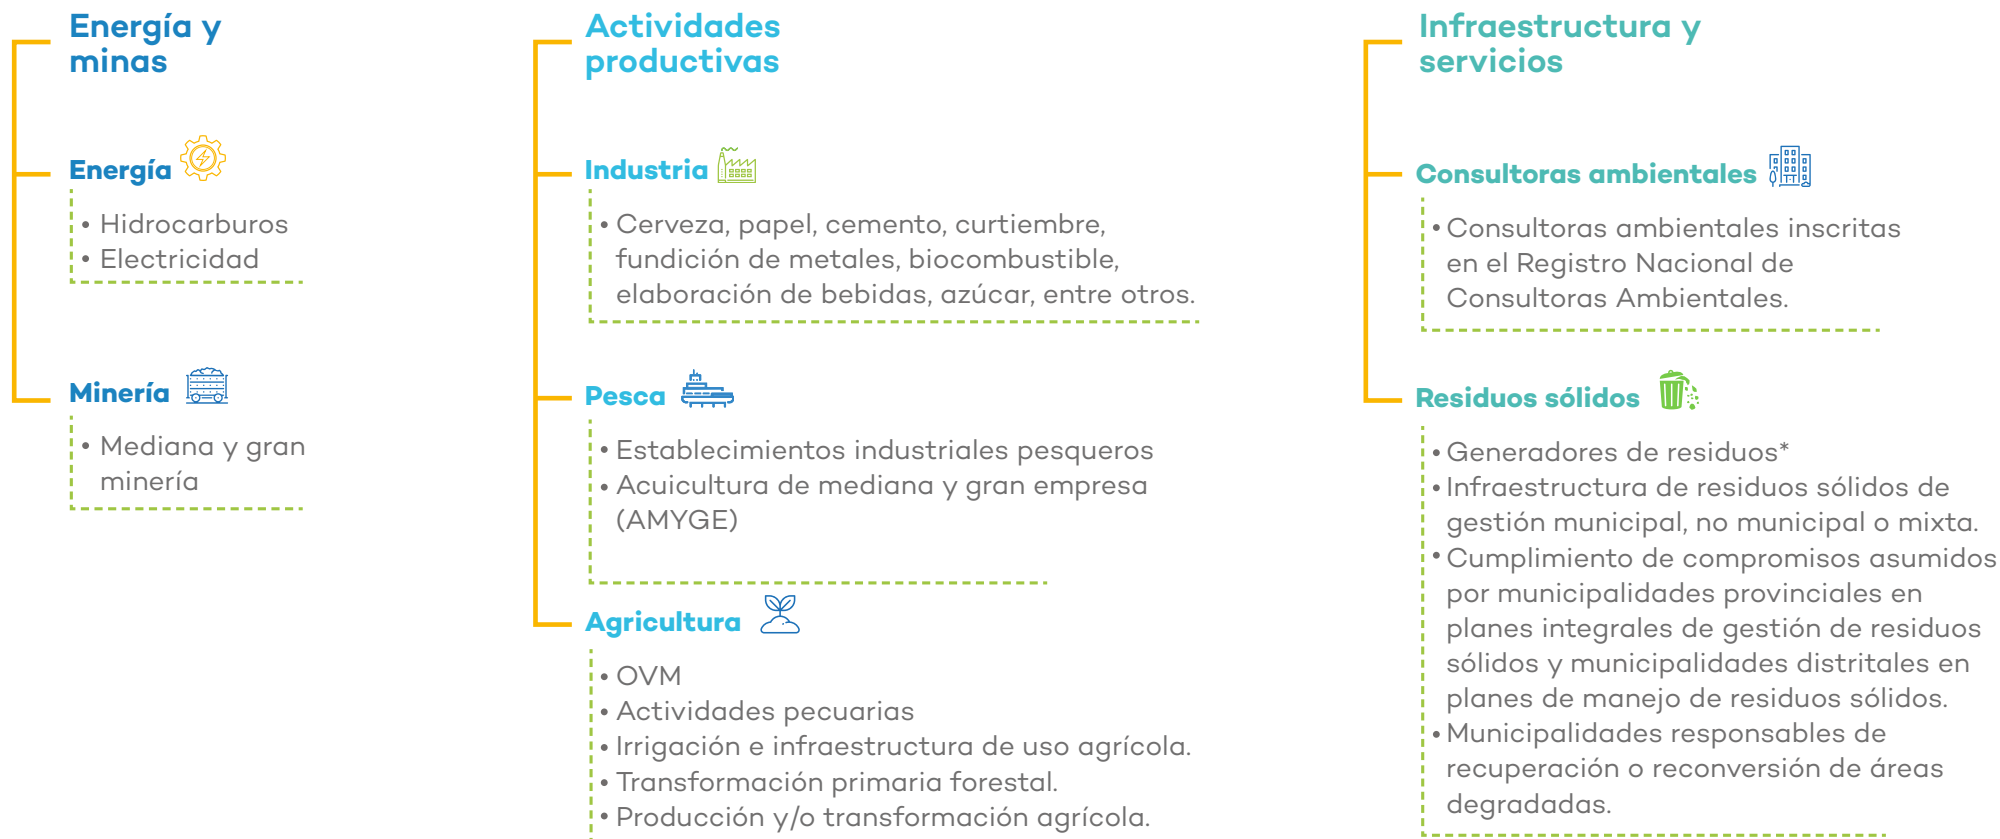 Energía y
minas
Energía
• Hidrocarburos
• Electricidad
Minería
• Mediana y gran
minería
Actividades
productivas
Industria
• Cerveza, papel, cemento, curtiembre,
fundición de metales, biocombustible,
elaboración de bebidas, azúcar, entre otros.
Pesca
• Establecimientos industriales pesqueros
• Acuicultura de mediana y gran empresa
(AMYGE)
Agricultura
• OVM
• Actividades pecuarias
• Irrigación e infraestructura de uso agrícola.
• Transformación primaria forestal.
• Producción y/o transformación agrícola.
Infraestructura y
servicios
Consultoras ambientales
• Consultoras ambientales inscritas
en el Registro Nacional de
Consultoras Ambientales.
Residuos sólidos
• Generadores de residuos*
• Infraestructura de residuos sólidos de
gestión municipal, no municipal o mixta.
• Cumplimiento de compromisos asumidos
por municipalidades provinciales en
planes integrales de gestión de residuos
sólidos y municipalidades distritales en
planes de manejo de residuos sólidos.
• Municipalidades responsables de
recuperación o reconversión de áreas
degradadas.